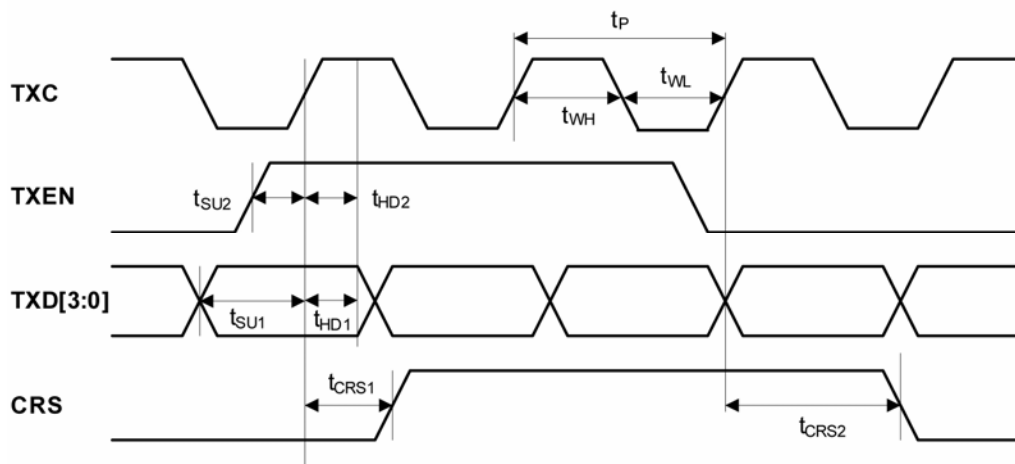 tP
TXC
tWL
tWH
TXEN
tSU2
tHD2
TXD[3:0]
tSU1
tHD1
tCRS1
CRS
tCRS2